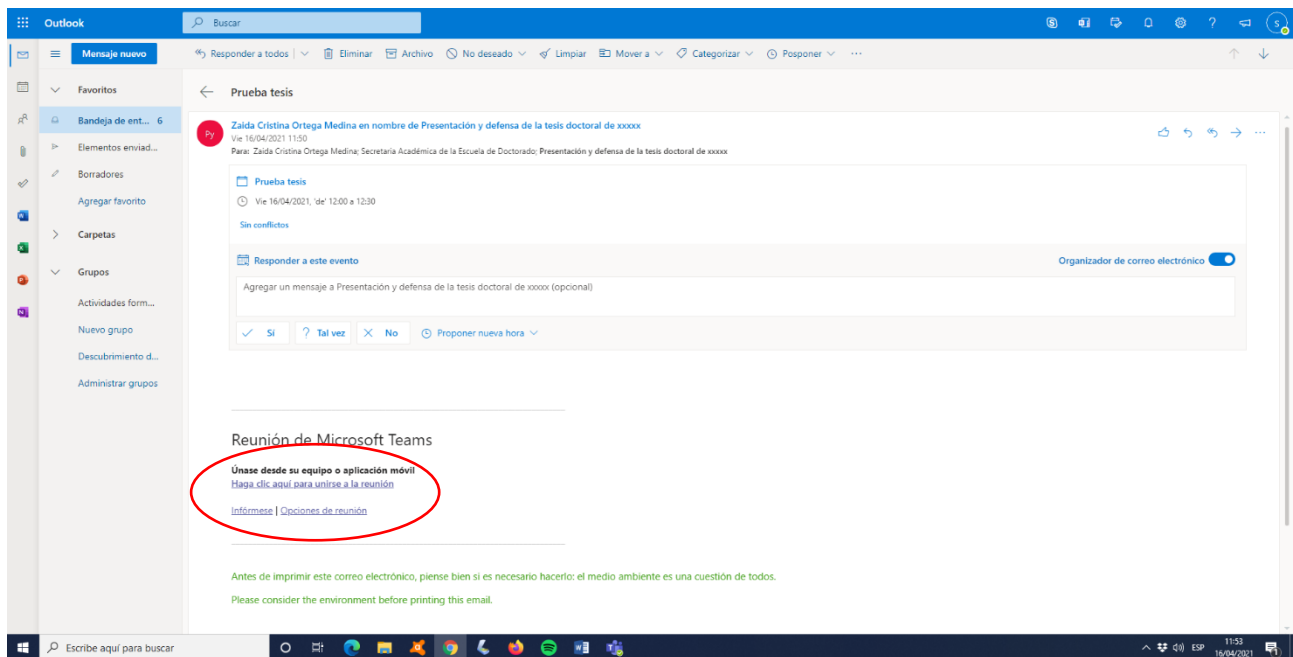 Outlook
Buscar
S
Mensaje nuevo
Responder a todos
Eliminar
Archivo
No deseado
Limpiar
Mover a
Categorizar
Posponer
Favoritos
Bandeja de ent... 6
Elementos enviad...
Borradores
Agregar favorito
Carpetas
Grupos
Actividades form...
Nuevo grupo
Descubrimiento d...
Administrar grupos
Prueba tesis
Py
Zaida Cristina Ortega Medina en nombre de Presentación y defensa de la tesis doctoral de xxxxx
Vie 16/04/2021 11:50
Para: Zaida Cristina Ortega Medina; Secretaria Académica de la Escuela de Doctorado; Presentación y defensa de la tesis doctoral de xxxxx
Prueba tesis
Vie 16/04/2021, 'de' 12:00 a 12:30
Sin conflictos
Responder a este evento
Organizador de correo electrónico
Agregar un mensaje a Presentación y defensa de la tesis doctoral de xxxxx (opcional)
Sí
Tal vez
No
Proponer nueva hora
Reunión de Microsoft Teams
Únase desde su equipo o aplicación móvil
Haga clic aquí para unirse a la reunión
Infórmese | Opciones de reunión
Antes de imprimir este correo electrónico, piense bien si es necesario hacerlo: el medio ambiente es una cuestión de todos.
Please consider the environment before printing this email.
Escribe aquí para buscar
ESP
11:53
16/04/2021